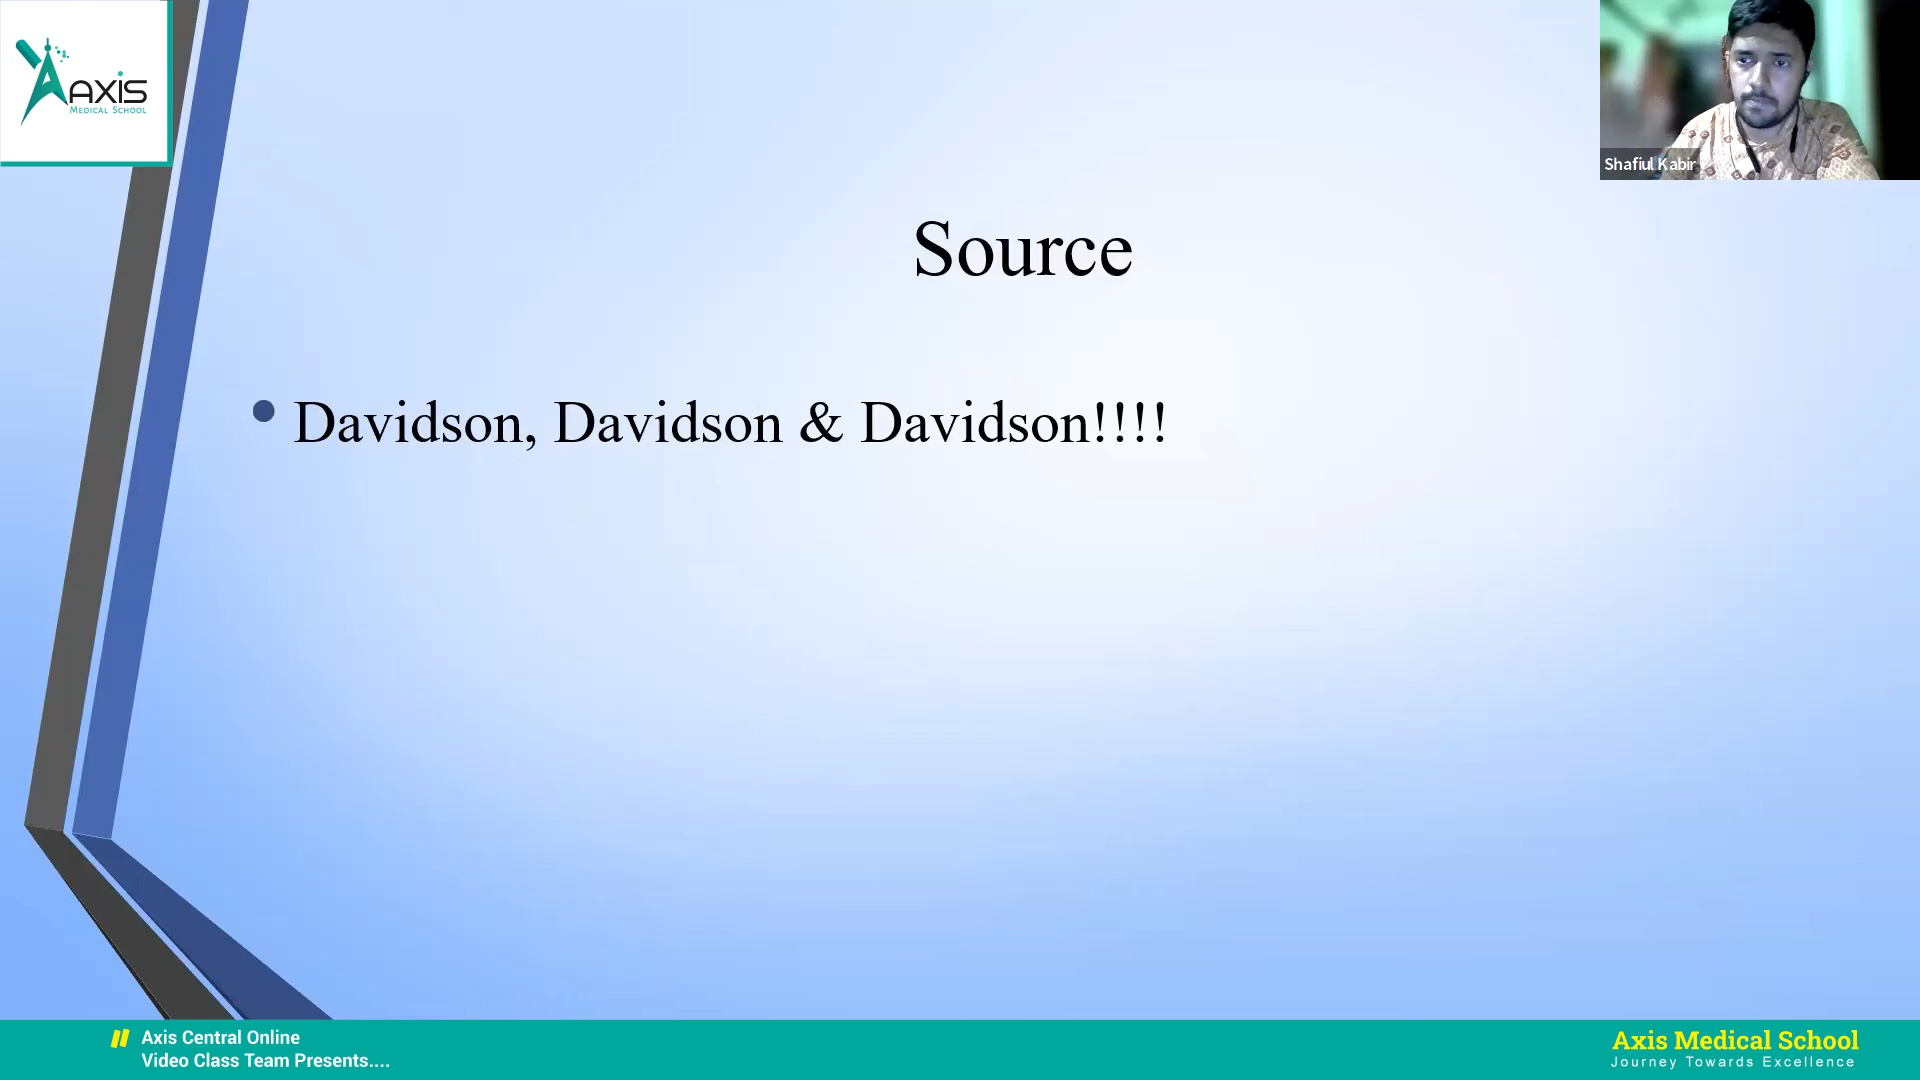 AXIS
MEDICAL SCHOOL
Shafiul Kabir
Source
• Davidson, Davidson & Davidson!!!!
Axis Central Online
Video Class Team Presents....
Axis Medical School
Journey Towards Excellence